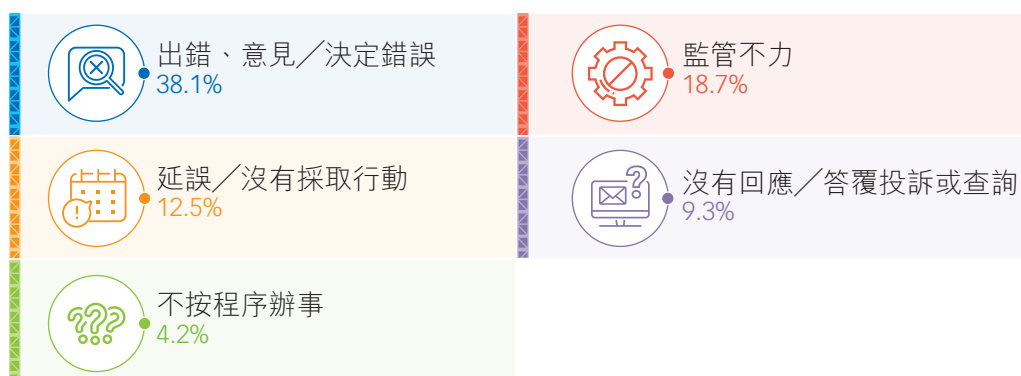 出錯、意見／決定錯誤
38.1%
監管不力
18.7%
延誤／沒有採取行動
12.5%
沒有回應／答覆投訴或查詢
9.3%
不按程序辦事
4.2%